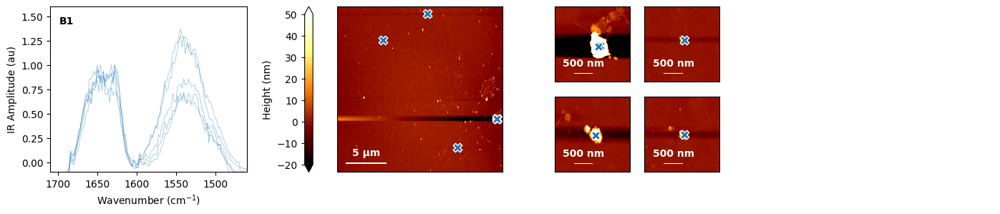 B1
IR Amplitude (au)
1.50
1.25
1.00
0.75
0.50
0.25
0.00
1700 1650 1600 1550 1500
Wavenumber (cm⁻¹)
Height (nm)
50
40
30
20
10
0
−10
−20
5 μm
500 nm
500 nm
500 nm
500 nm